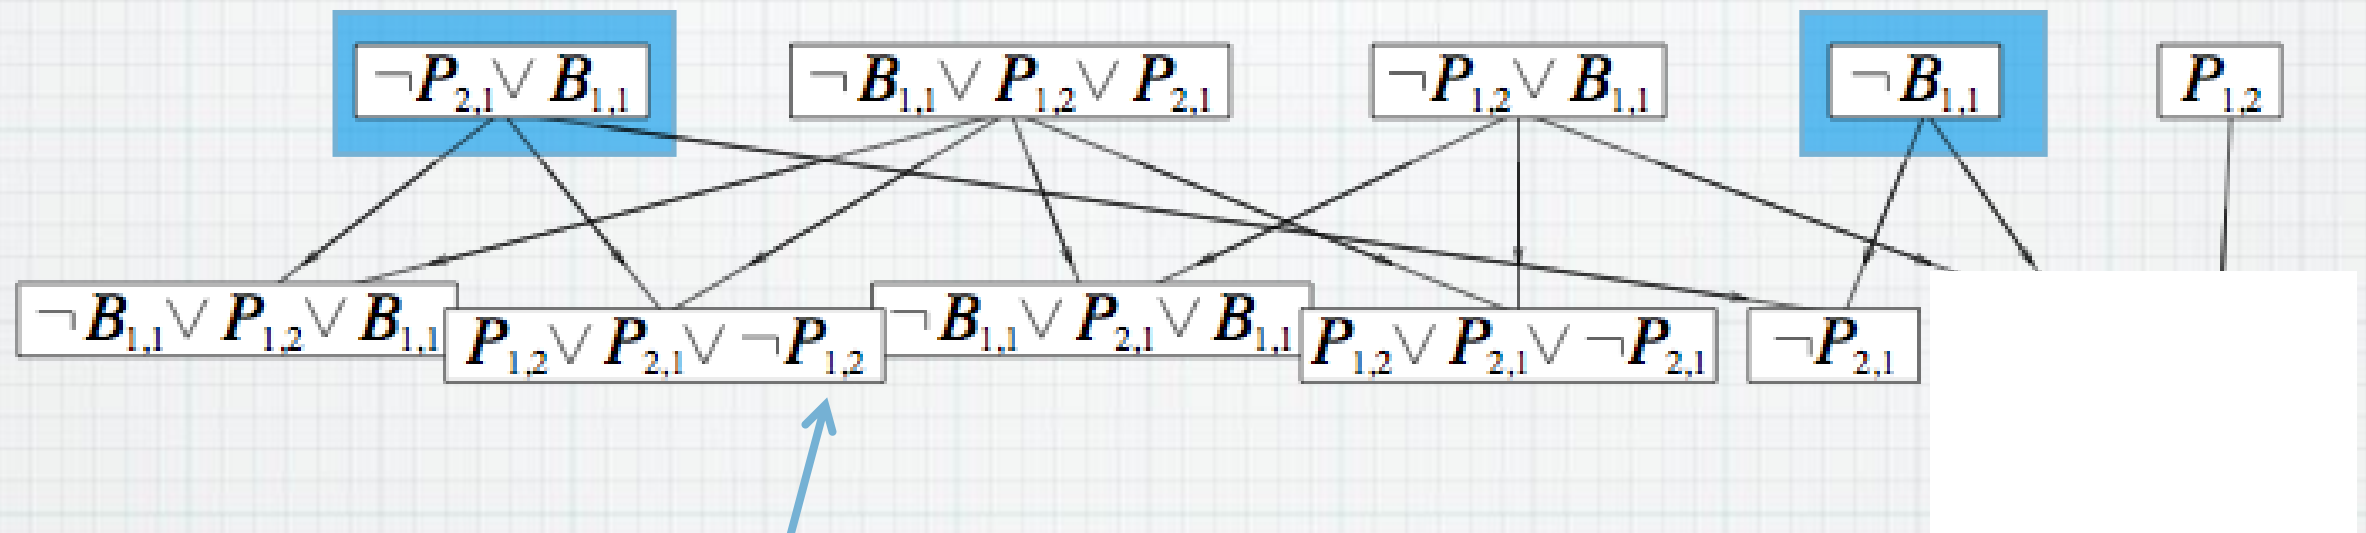 ¬P2,1 ∨ B1,1
¬B1,1 ∨ P1,2 ∨ P2,1
¬P1,2 ∨ B1,1
¬B1,1
P1,2
¬B1,1 ∨ P1,2 ∨ B1,1
P1,2 ∨ P2,1 ∨ ¬P1,2
¬B1,1 ∨ P2,1 ∨ B1,1
P1,2 ∨ P2,1 ∨ ¬P2,1
¬P2,1